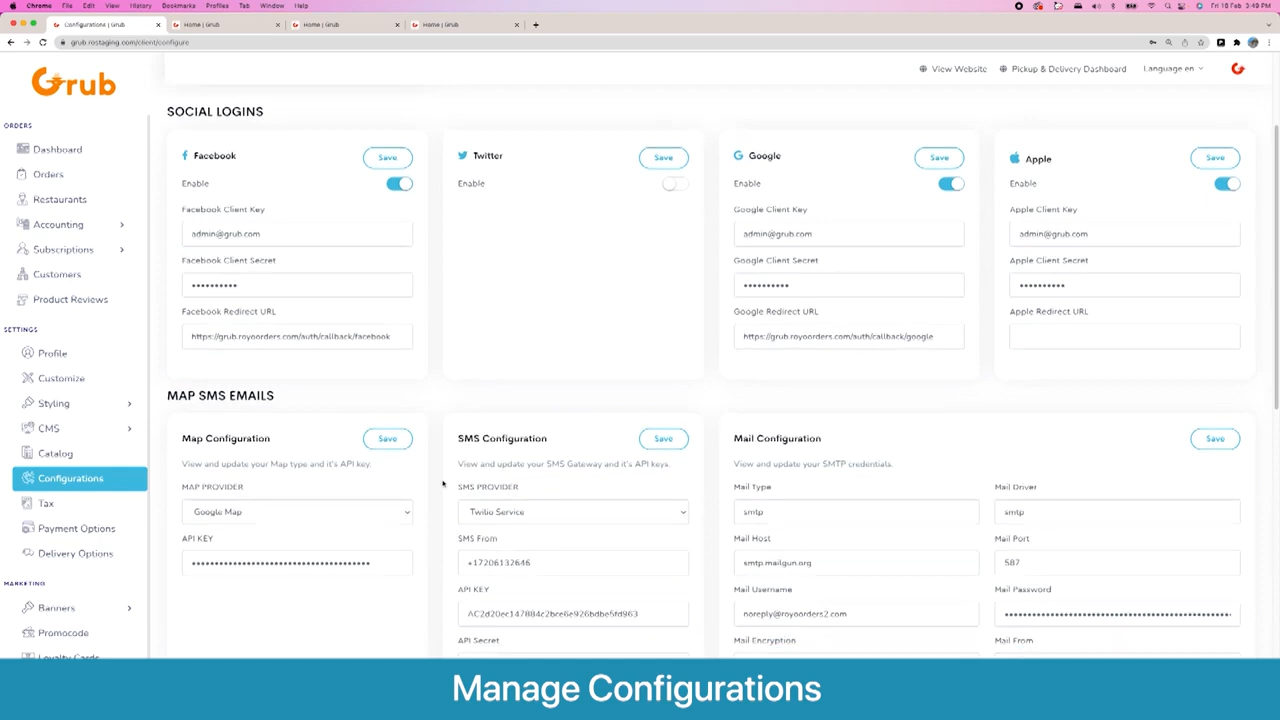 Chrome File Edit View History Bookmarks Profiles Tab Window Help Fri 10 Feb 3:49 PM
Configurations | Grub Home | Grub Home | Grub Home | Grub
grub.rostaging.com/client/configure
Grub
View Website Pickup & Delivery Dashboard Language en
ORDERS
Dashboard
Orders
Restaurants
Accounting
Subscriptions
Customers
Product Reviews
SETTINGS
Profile
Customize
Styling
CMS
Catalog
Configurations
Tax
Payment Options
Delivery Options
MARKETING
Banners
Promocode
Loyalty Cards
SOCIAL LOGINS
Facebook Save
Enable
Facebook Client Key
admin@grub.com
Facebook Client Secret
••••••••••
Facebook Redirect URL
https://grub.royoorders.com/auth/callback/facebook
Twitter Save
Enable
Google Save
Enable
Google Client Key
admin@grub.com
Google Client Secret
••••••••••
Google Redirect URL
https://grub.royoorders.com/auth/callback/google
Apple Save
Enable
Apple Client Key
admin@grub.com
Apple Client Secret
••••••••••
Apple Redirect URL
MAP SMS EMAILS
Map Configuration Save
View and update your Map type and it's API key.
MAP PROVIDER
Google Map
API KEY
SMS Configuration Save
View and update your SMS Gateway and it's API keys.
SMS PROVIDER
Twilio Service
SMS From
+17206132646
API KEY
AC2d20ec147884c2bce6e926bdbe5fd963
API Secret
Mail Configuration Save
View and update your SMTP credentials.
Mail Type Mail Driver
smtp smtp
Mail Host Mail Port
smtp.mailgun.org 587
Mail Username Mail Password
noreply@royoorders2.com
Mail Encryption Mail From
Manage Configurations